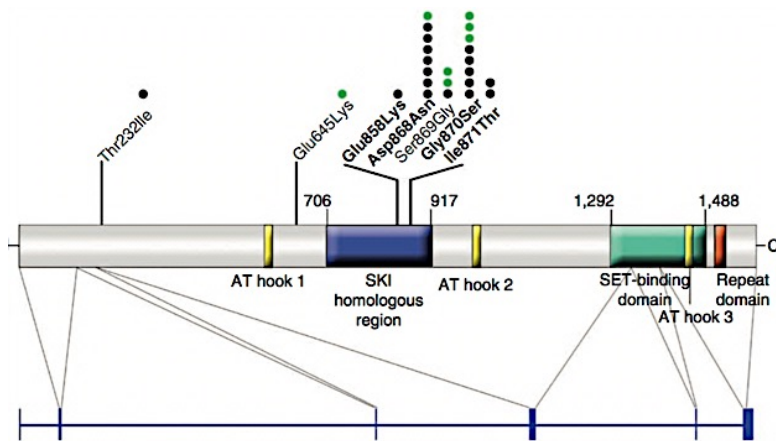 Thr232Ile
Glu645Lys
Glu858Lys
Asp868Asn
Ser869Gly
Gly870Ser
Ile871Thr
706
917
1,292
1,488
C
AT hook 1
SKI
homologous
region
AT hook 2
SET-binding
domain
AT hook 3
Repeat
domain